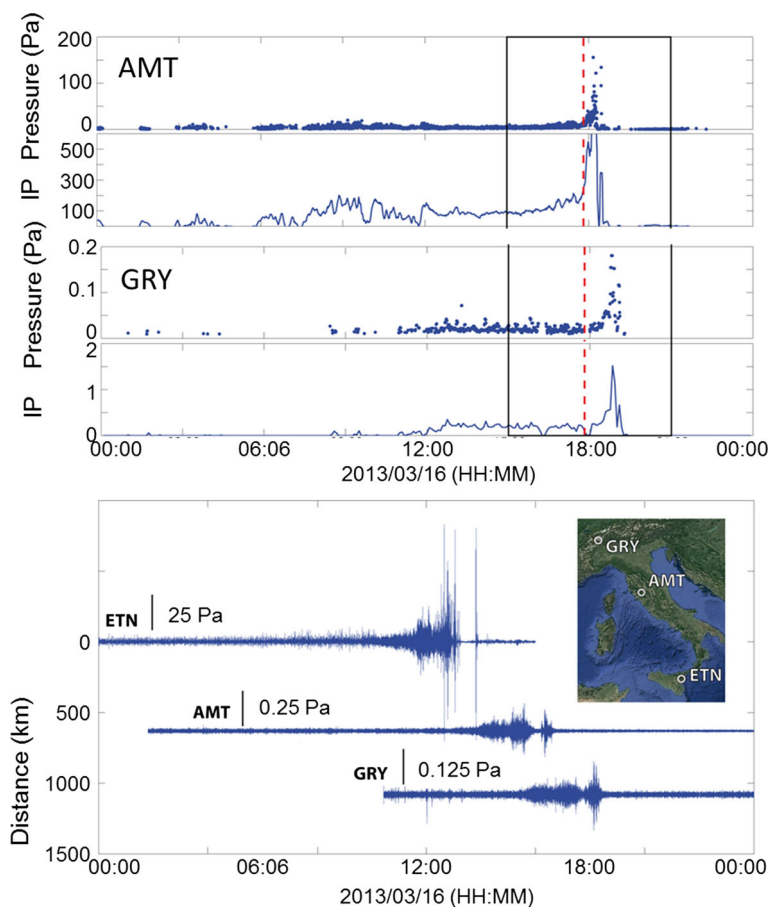 Pressure (Pa)
200
100
0
AMT
IP
500
300
100
Pressure (Pa)
0.2
0.1
0
GRY
IP
2
1
0
00:00 06:06 12:00 18:00 00:00
2013/03/16 (HH:MM)
Distance (km)
0
500
1000
1500
ETN 25 Pa
AMT 0.25 Pa
GRY 0.125 Pa
GRY
AMT
ETN
00:00 06:06 12:00 18:00 00:00
2013/03/16 (HH:MM)